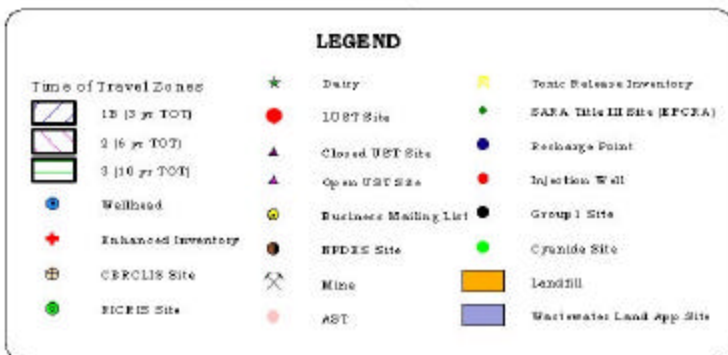 LEGEND
Time of Travel Zones
1B (3 yr TOT)
2 (6 yr TOT)
3 (10 yr TOT)
Wellhead
Enhanced Inventory
CERCLIS Site
RICRIS Site
Dairy
LUST Site
Closed UST Site
Open UST Site
Business Mailing List
NPDES Site
Mine
AST
Toxic Release Inventory
SARA Title III Site (EPCRA)
Recharge Point
Injection Well
Group 1 Site
Cyanide Site
Landfill
Wastewater Land App Site